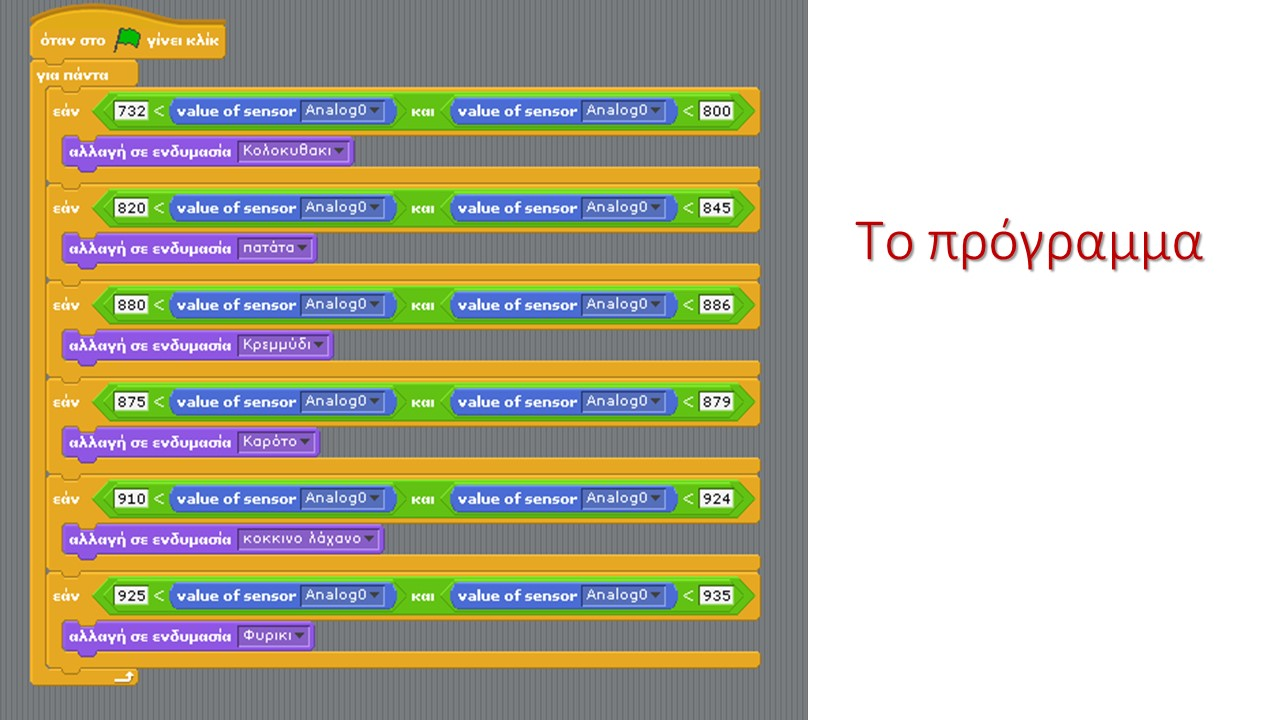 όταν στο γίνει κλίκ
για πάντα
εάν 732 < value of sensor Analog0 και value of sensor Analog0 < 800
αλλαγή σε ενδυμασία Κολοκυθακι
εάν 820 < value of sensor Analog0 και value of sensor Analog0 < 845
αλλαγή σε ενδυμασία πατάτα
εάν 880 < value of sensor Analog0 και value of sensor Analog0 < 886
αλλαγή σε ενδυμασία Κρεμμύδι
εάν 875 < value of sensor Analog0 και value of sensor Analog0 < 879
αλλαγή σε ενδυμασία Καρότο
εάν 910 < value of sensor Analog0 και value of sensor Analog0 < 924
αλλαγή σε ενδυμασία κοκκινο λάχανο
εάν 925 < value of sensor Analog0 και value of sensor Analog0 < 935
αλλαγή σε ενδυμασία Φυρικι
Το πρόγραμμα